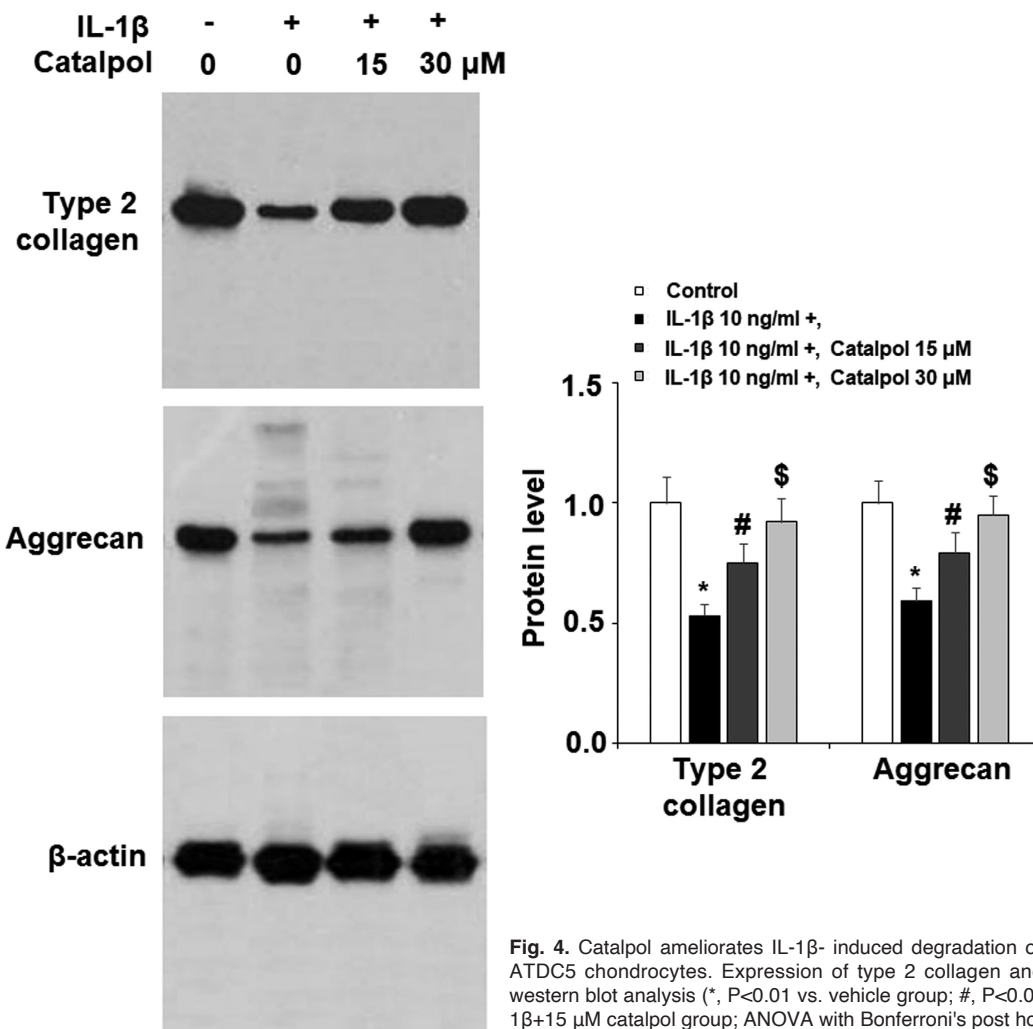 IL-1β - + + +
Catalpol 0 0 15 30 µM
Type 2
collagen
Aggrecan
β-actin
Control
IL-1β 10 ng/ml +,
IL-1β 10 ng/ml +, Catalpol 15 µM
IL-1β 10 ng/ml +, Catalpol 30 µM
Protein level
1.5
1.0
0.5
0.0
* # $
* # $
Type 2
collagen
Aggrecan
Fig. 4. Catalpol ameliorates IL-1β- induced degradation
ATDC5 chondrocytes. Expression of type 2 collagen
western blot analysis (*, P<0.01 vs. vehicle group; #,
1β+15 µM catalpol group; ANOVA with Bonferroni's post